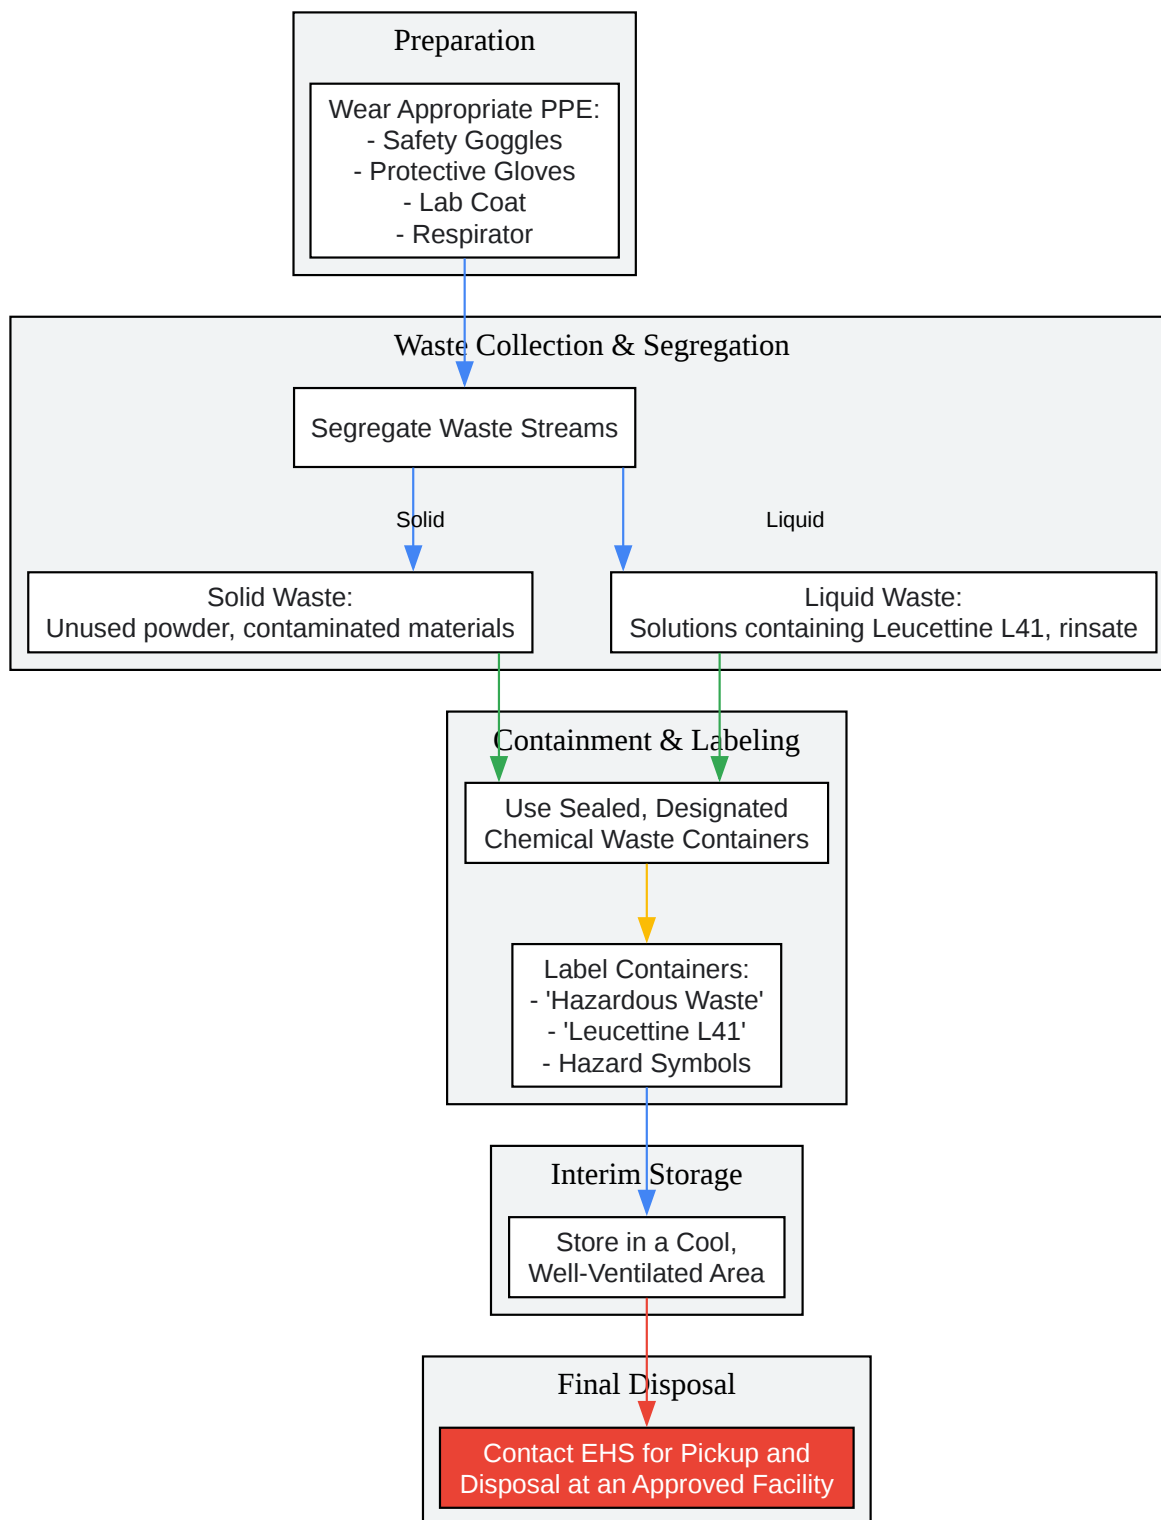 Preparation
Wear Appropriate PPE:
- Safety Goggles
- Protective Gloves
- Lab Coat
- Respirator
Waste Collection & Segregation
Segregate Waste Streams
Solid
Liquid
Solid Waste:
Unused powder, contaminated materials
Liquid Waste:
Solutions containing Leucettine L41, rinsate
Containment & Labeling
Use Sealed, Designated
Chemical Waste Containers
Label Containers:
- 'Hazardous Waste'
- 'Leucettine L41'
- Hazard Symbols
Interim Storage
Store in a Cool,
Well-Ventilated Area
Final Disposal
Contact EHS for Pickup and
Disposal at an Approved Facility